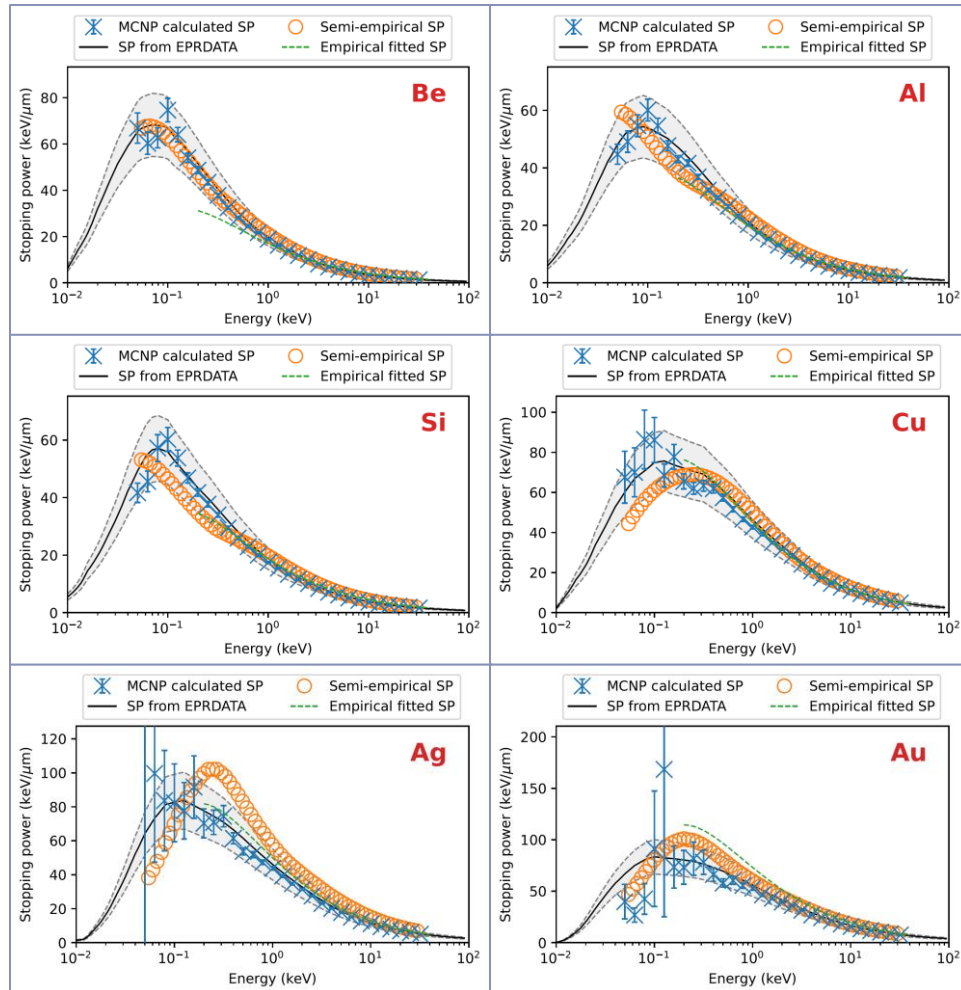 MCNP calculated SP Semi-empirical SP
SP from EPRDATA Empirical fitted SP
Be
Stopping power (keV/μm)
80
60
40
20
0
10⁻² 10⁻¹ 10⁰ 10¹ 10²
Energy (keV)
MCNP calculated SP Semi-empirical SP
SP from EPRDATA Empirical fitted SP
Al
Stopping power (keV/μm)
60
40
20
0
10⁻² 10⁻¹ 10⁰ 10¹ 10²
Energy (keV)
MCNP calculated SP Semi-empirical SP
SP from EPRDATA Empirical fitted SP
Si
Stopping power (keV/μm)
60
40
20
0
10⁻² 10⁻¹ 10⁰ 10¹ 10²
Energy (keV)
MCNP calculated SP Semi-empirical SP
SP from EPRDATA Empirical fitted SP
Cu
Stopping power (keV/μm)
100
80
60
40
20
0
10⁻² 10⁻¹ 10⁰ 10¹ 10²
Energy (keV)
MCNP calculated SP Semi-empirical SP
SP from EPRDATA Empirical fitted SP
Ag
Stopping power (keV/μm)
120
100
80
60
40
20
0
10⁻² 10⁻¹ 10⁰ 10¹ 10²
Energy (keV)
MCNP calculated SP Semi-empirical SP
SP from EPRDATA Empirical fitted SP
Au
Stopping power (keV/μm)
200
150
100
50
0
10⁻² 10⁻¹ 10⁰ 10¹ 10²
Energy (keV)